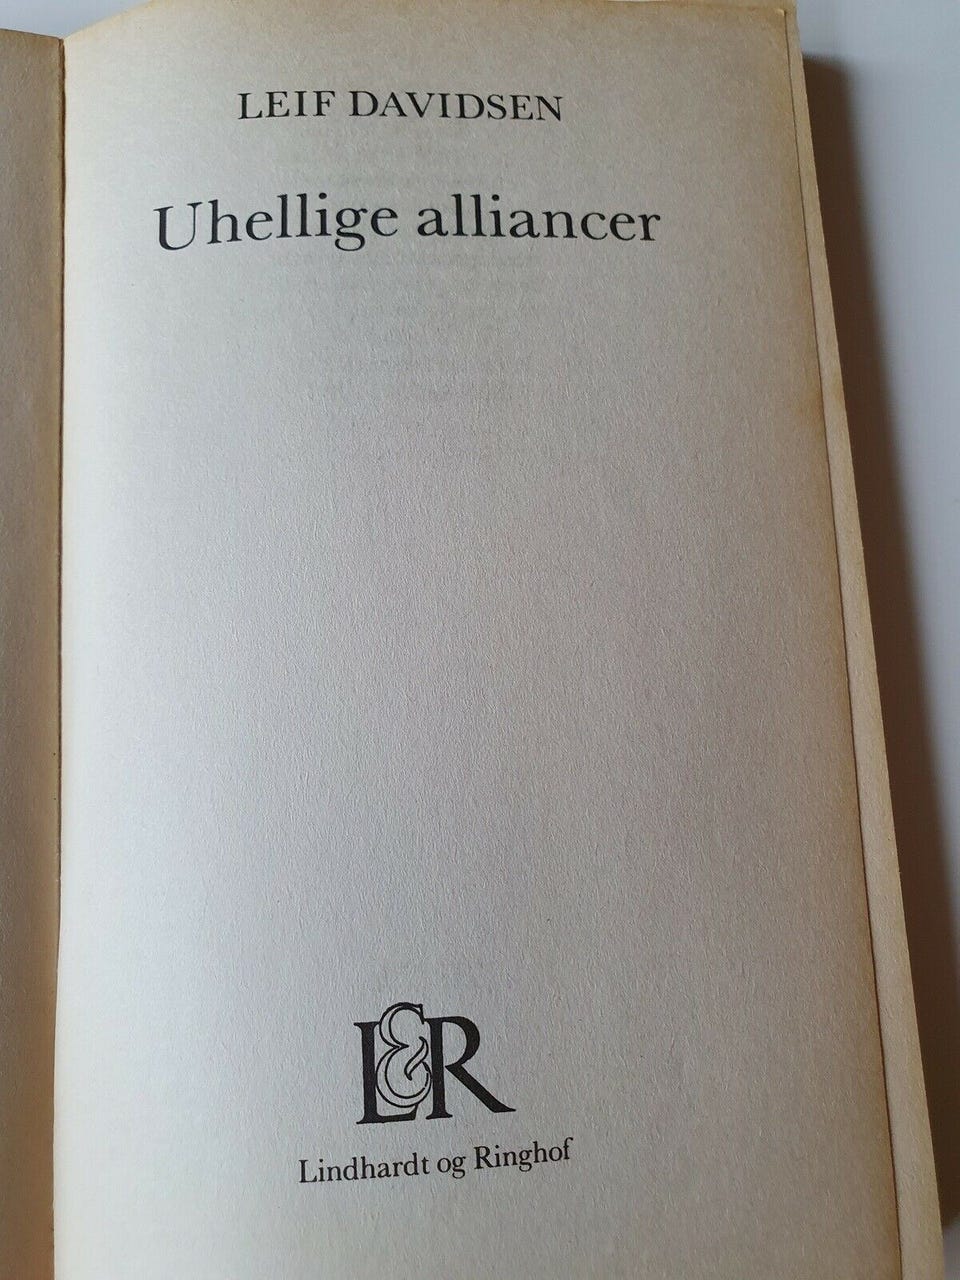 LEIF DAVIDSEN
Uhellige alliancer
L&R
Lindhardt og Ringhof